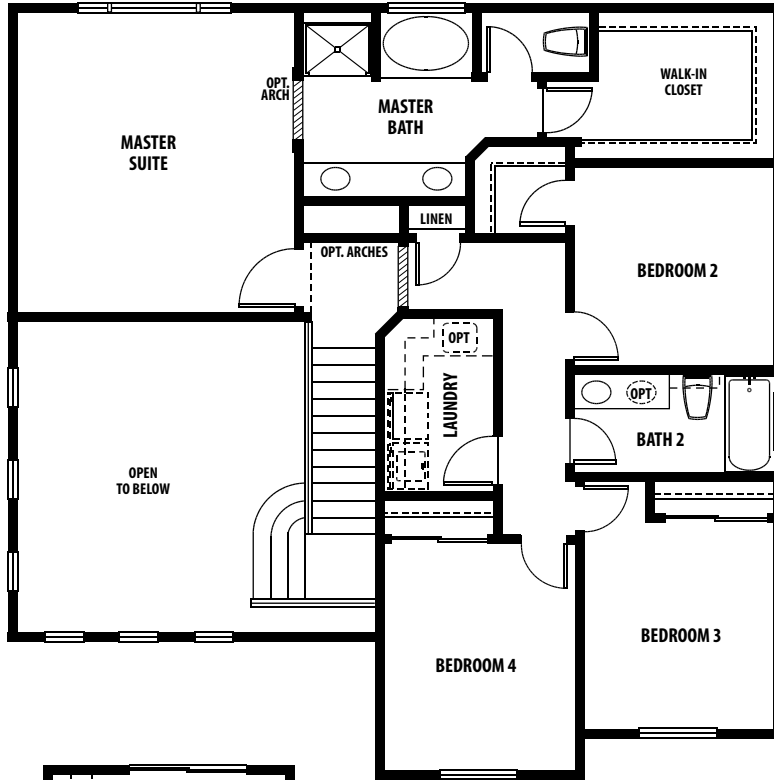 OPT.
ARCH
MASTER
BATH
WALK-IN
CLOSET
MASTER
SUITE
LINEN
OPT. ARCHES
BEDROOM 2
OPT
LAUNDRY
OPT
BATH 2
OPEN
TO BELOW
BEDROOM 3
BEDROOM 4